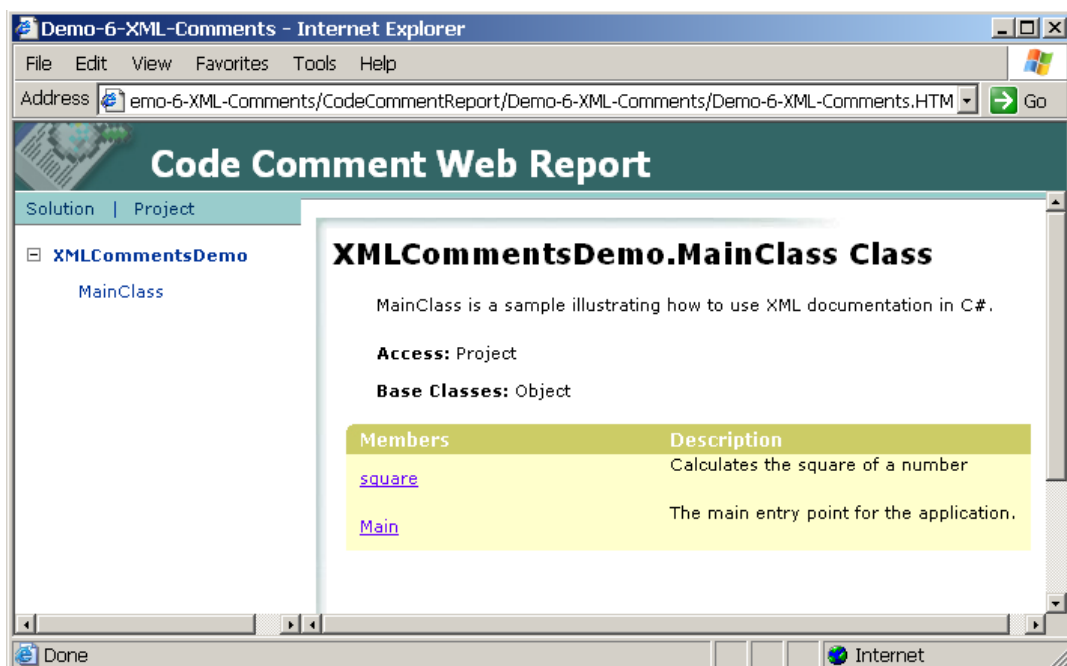 Demo-6-XML-Comments - Internet Explorer
File Edit View Favorites Tools Help
Address emo-6-XML-Comments/CodeCommentReport/Demo-6-XML-Comments/Demo-6-XML-Comments.HTM Go
Code Comment Web Report
Solution | Project
XMLCommentsDemo
MainClass
XMLCommentsDemo.MainClass Class
MainClass is a sample illustrating how to use XML documentation in C#.
Access: Project
Base Classes: Object
Members Description
square Calculates the square of a number
Main The main entry point for the application.
Done Internet